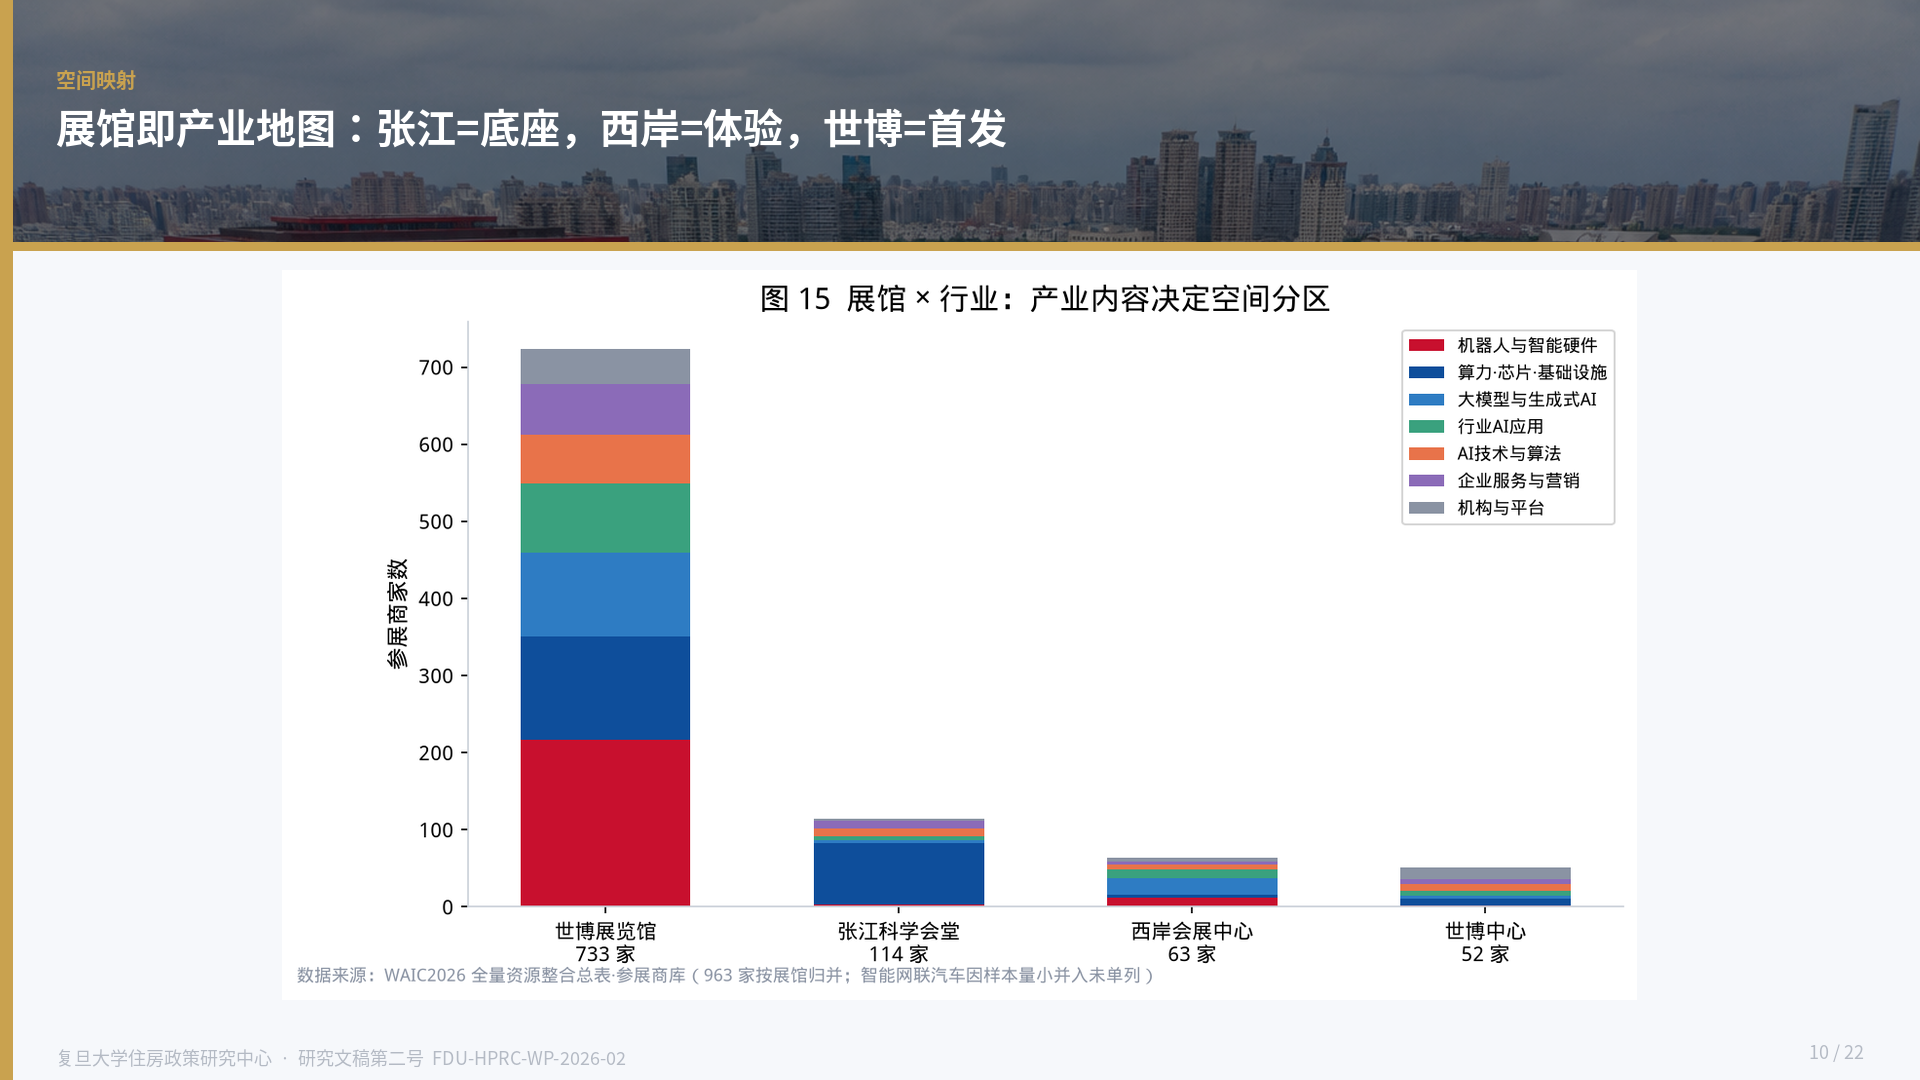 空间映射
展馆即产业地图：张江=底座，西岸=体验，世博=首发
图 15 展馆 × 行业：产业内容决定空间分区
参展商家数
700
600
500
400
300
200
100
0
机器人与智能硬件
算力·芯片·基础设施
大模型与生成式AI
行业AI应用
AI技术与算法
企业服务与营销
机构与平台
世博展览馆
733 家
张江科学会堂
114 家
西岸会展中心
63 家
世博中心
52 家
数据来源：WAIC2026 全量资源整合总表·参展商库（963 家按展馆归并；智能网联汽车因样本量小并入未单列）
复旦大学住房政策研究中心 · 研究文稿第二号 FDU-HPRC-WP-2026-02
10 / 22